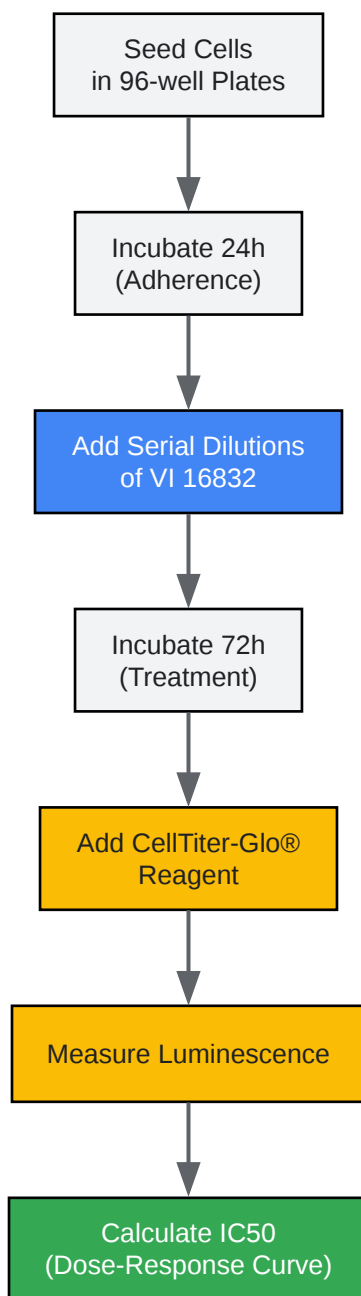 Seed Cells
in 96-well Plates
Incubate 24h
(Adherence)
Add Serial Dilutions
of VI 16832
Incubate 72h
(Treatment)
Add CellTiter-Glo®
Reagent
Measure Luminescence
Calculate IC50
(Dose-Response Curve)